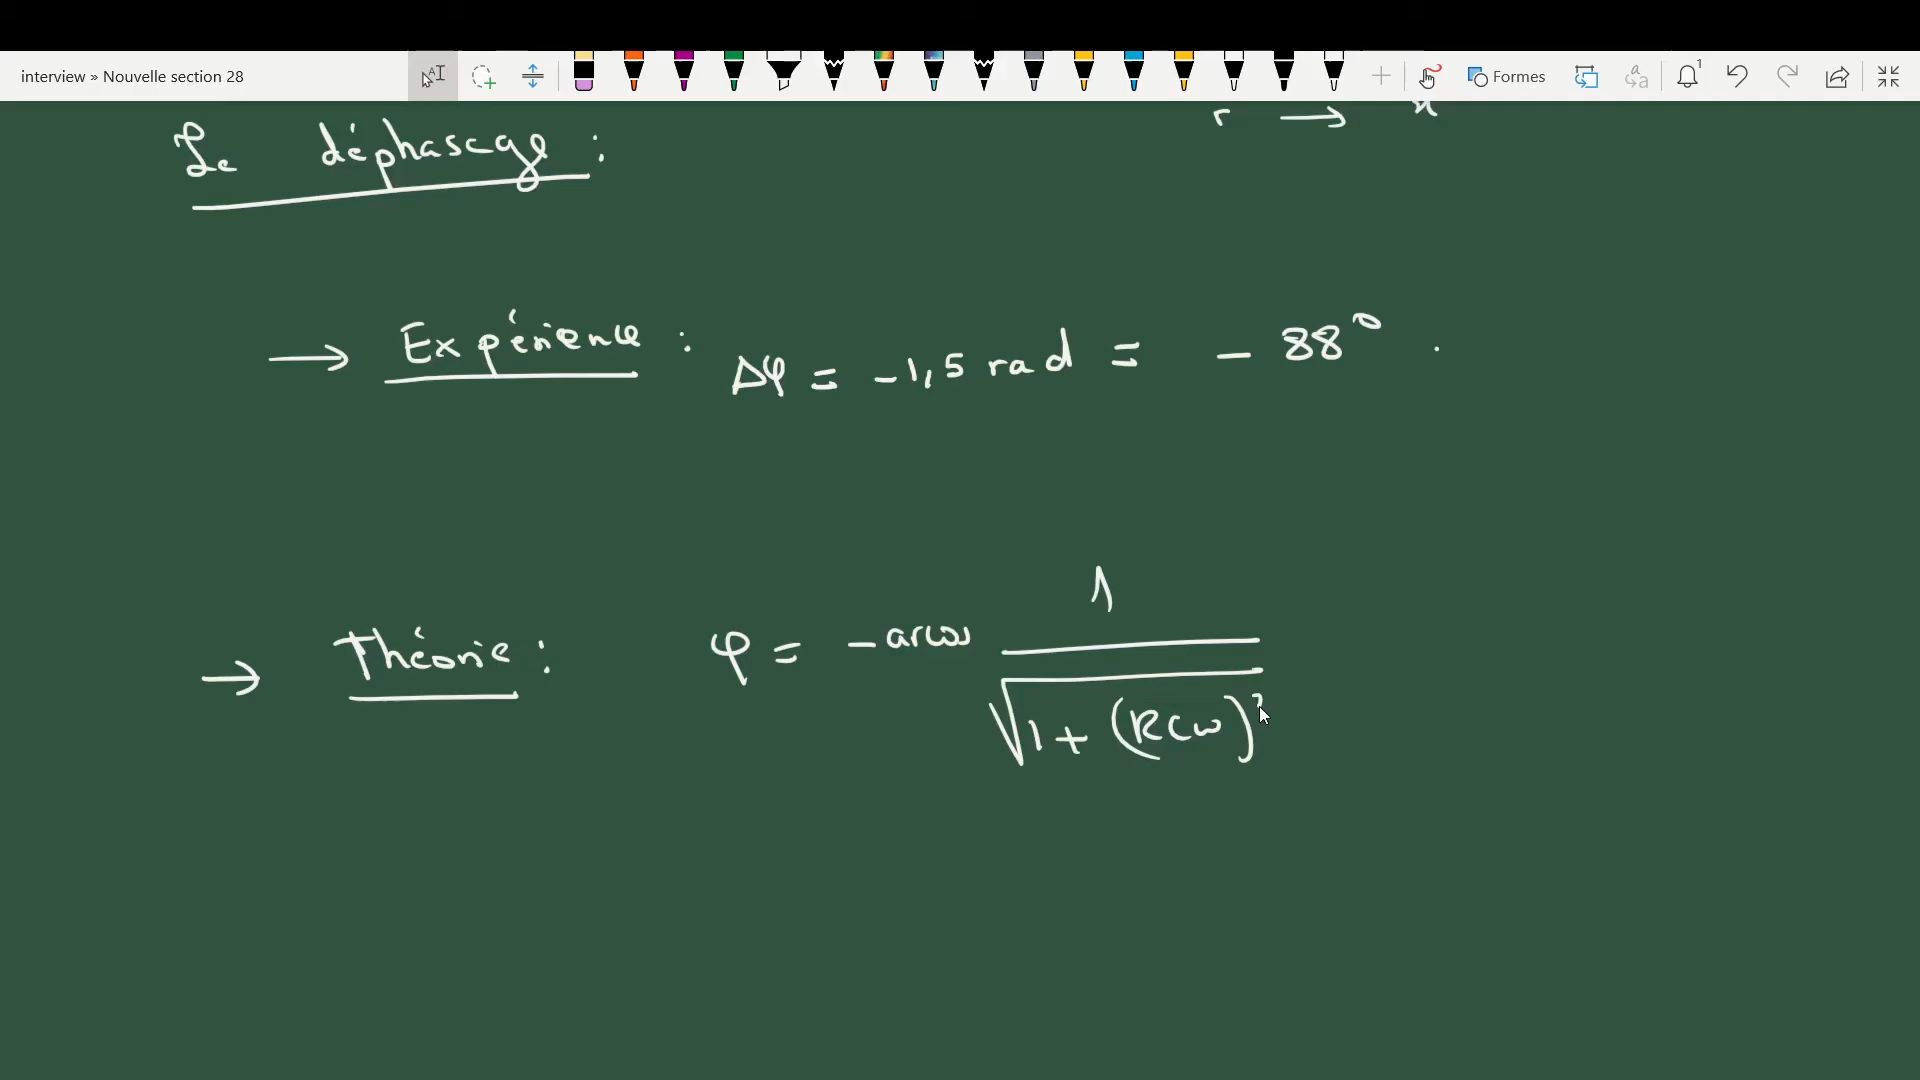 interview » Nouvelle section 28
Formes
1
r → x
Le déphasage :
→ Expérience : Δφ = -1,5 rad = - 88° .
→ Théorie : φ = - arcos 1 / √1 + (RCω)²